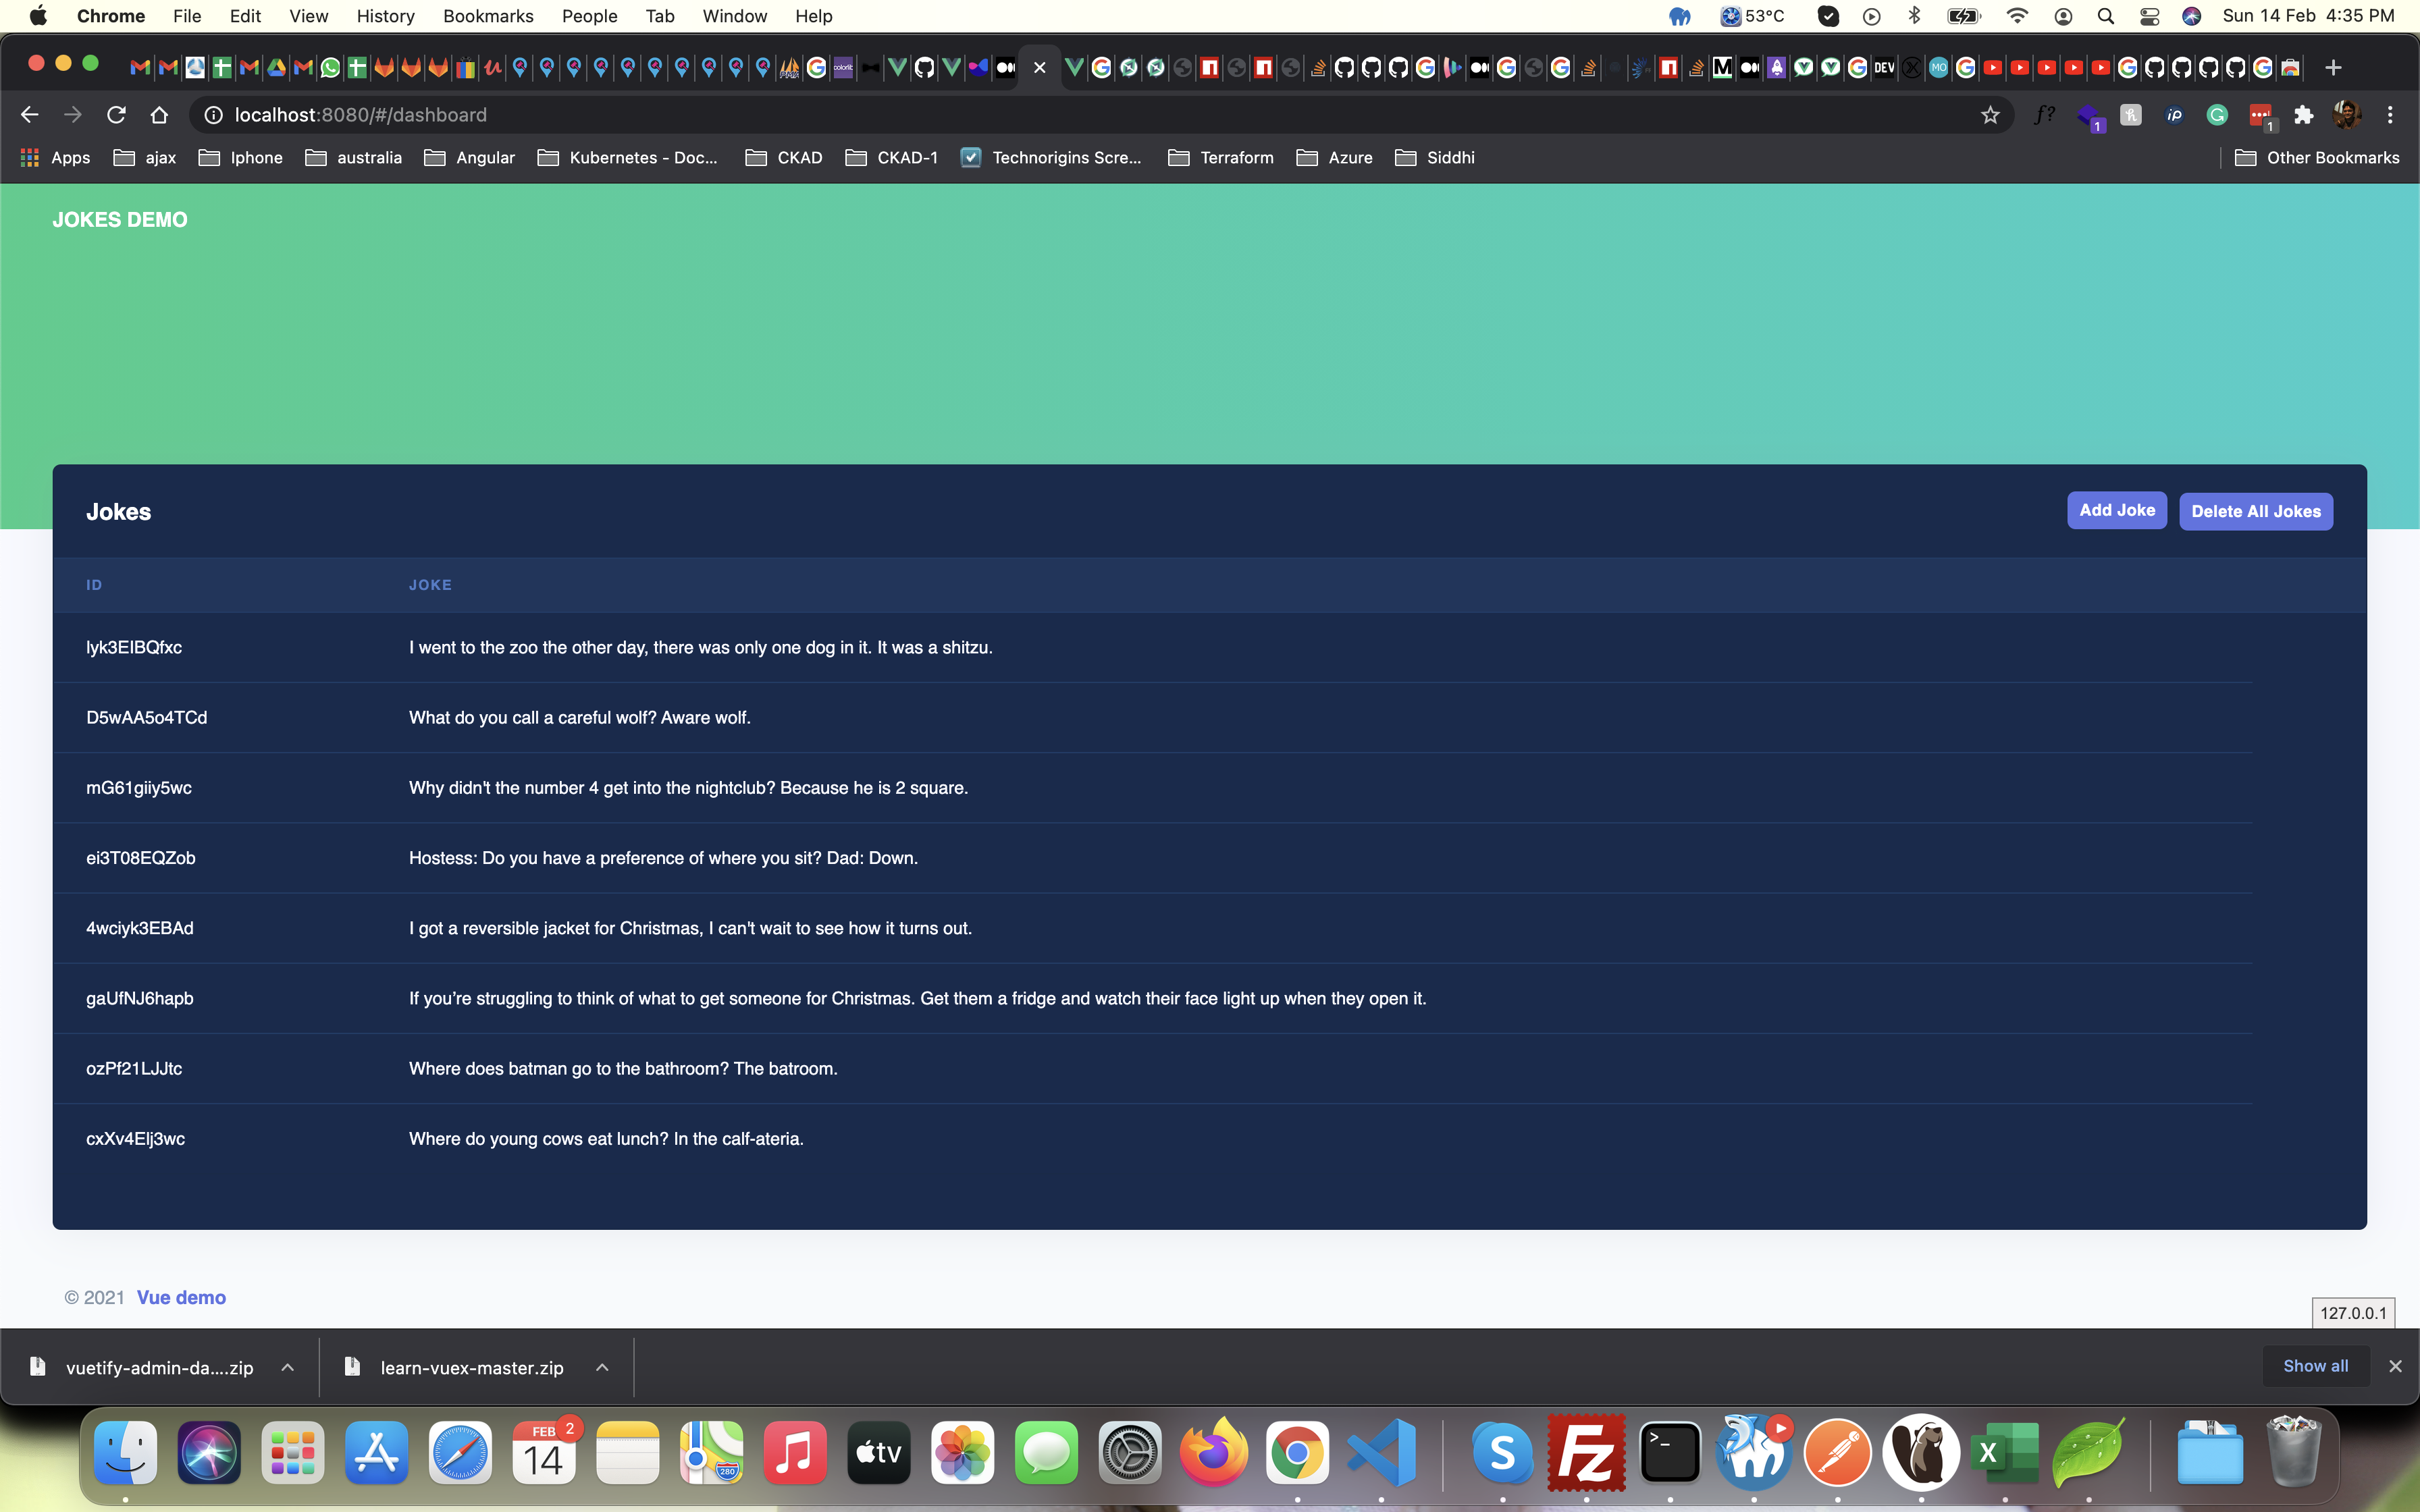 Chrome File Edit View History Bookmarks People Tab Window Help 53°C Sun 14 Feb 4:35 PM
localhost:8080/#/dashboard
Apps ajax Iphone australia Angular Kubernetes - Doc... CKAD CKAD-1 Technorigins Scre... Terraform Azure Siddhi Other Bookmarks
JOKES DEMO
Jokes Add Joke Delete All Jokes
ID JOKE
lyk3EIBQfxc I went to the zoo the other day, there was only one dog in it. It was a shitzu.
D5wAA5o4TCd What do you call a careful wolf? Aware wolf.
mG61giiy5wc Why didn't the number 4 get into the nightclub? Because he is 2 square.
ei3T08EQZob Hostess: Do you have a preference of where you sit? Dad: Down.
4wciyk3EBAd I got a reversible jacket for Christmas, I can't wait to see how it turns out.
gaUfNJ6hapb If you’re struggling to think of what to get someone for Christmas. Get them a fridge and watch their face light up when they open it.
ozPf21LJJtc Where does batman go to the bathroom? The batroom.
cxXv4Elj3wc Where do young cows eat lunch? In the calf-ateria.
© 2021 Vue demo
127.0.0.1
vuetify-admin-da....zip learn-vuex-master.zip Show all
FEB 2
14
tv
280
S
Fz
>_
X